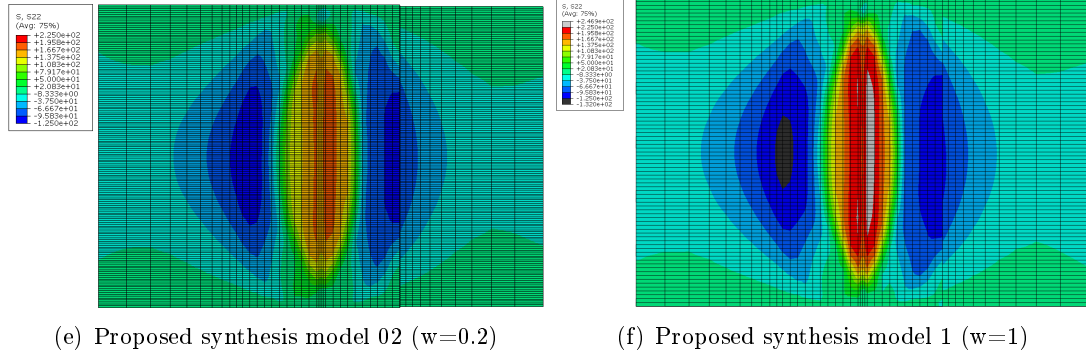 S, S22
(Avg: 75%)
+2.250e+02
+1.958e+02
+1.667e+02
+1.375e+02
+1.083e+02
+7.917e+01
+5.000e+01
+2.083e+01
-8.333e+00
-3.750e+01
-6.667e+01
-9.583e+01
-1.250e+02
S, S22
(Avg: 75%)
+2.469e+02
+2.250e+02
+1.958e+02
+1.667e+02
+1.375e+02
+1.083e+02
+7.917e+01
+5.000e+01
+2.083e+01
-8.333e+00
-3.750e+01
-6.667e+01
-9.583e+01
-1.250e+02
-1.320e+02
(e) Proposed synthesis model 02 (w=0.2)
(f) Proposed synthesis model 1 (w=1)